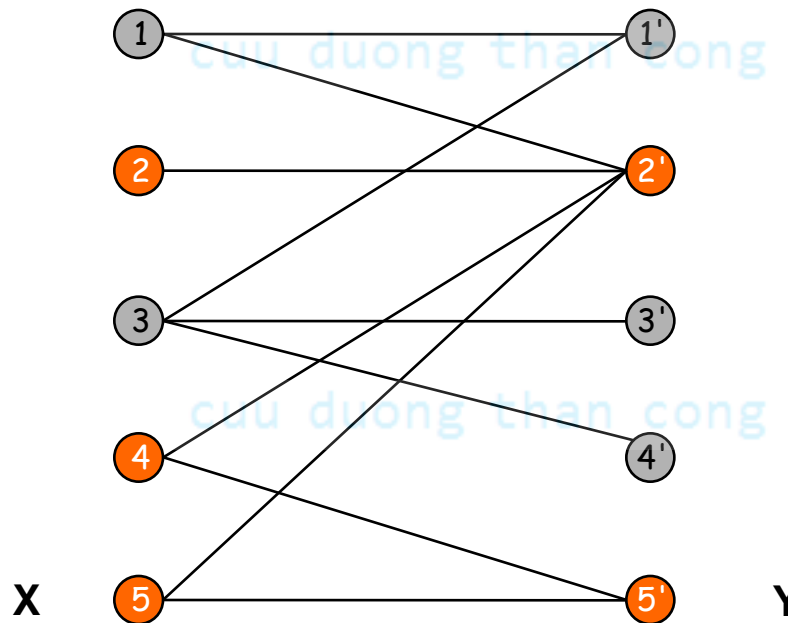 1 1'
cuu duong than cong
2 2'
3 3'
cuu duong than cong
4 4'
X 5 5' Y